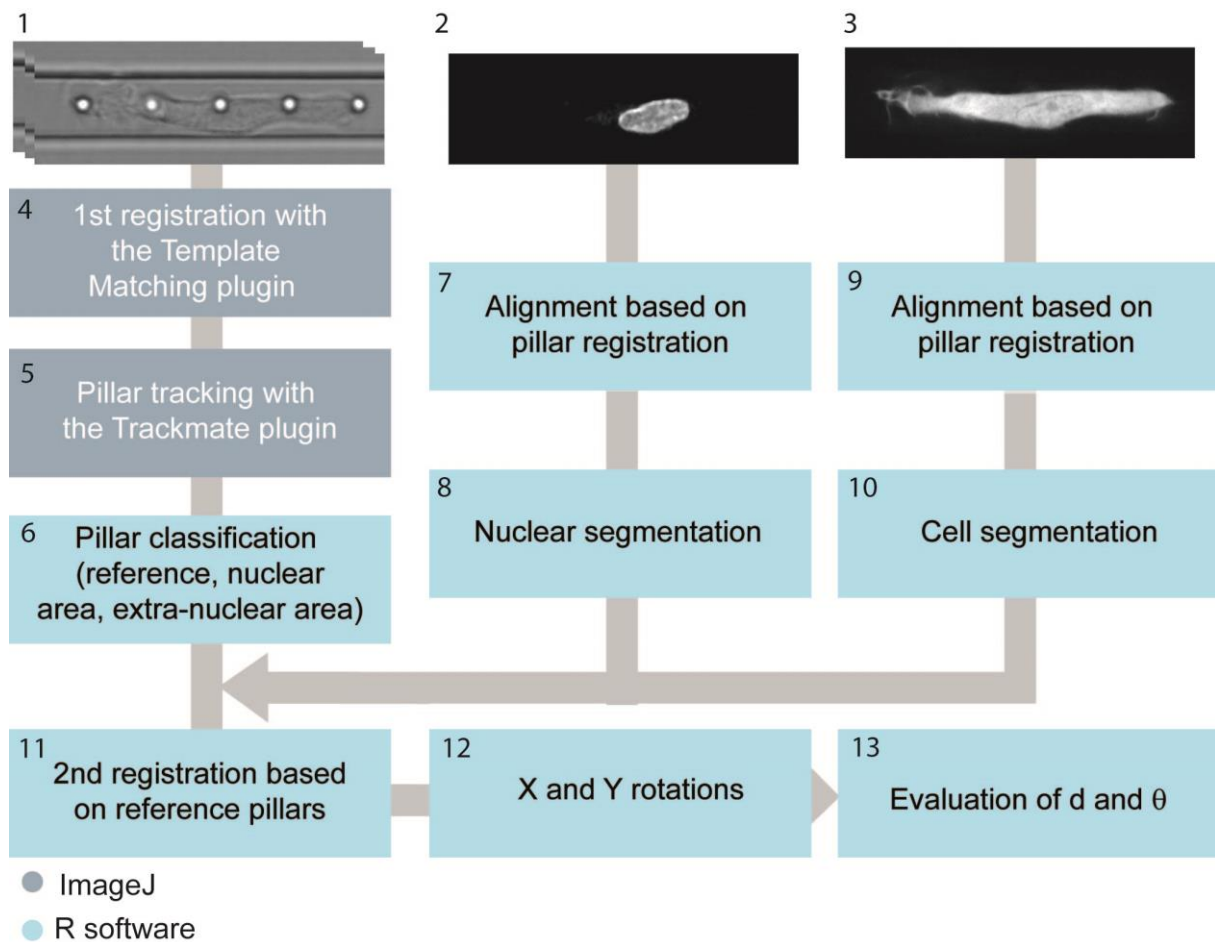 1
2
3
4
1st registration with
the Template
Matching plugin
5
Pillar tracking with
the Trackmate plugin
6
Pillar classification
(reference, nuclear
area, extra-nuclear area)
7
Alignment based on
pillar registration
8
Nuclear segmentation
9
Alignment based on
pillar registration
10
Cell segmentation
11
2nd registration based
on reference pillars
12
X and Y rotations
13
Evaluation of d and θ
ImageJ
R software